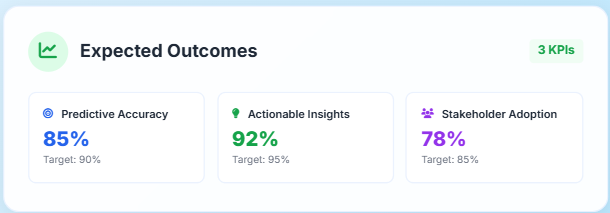 Expected Outcomes
3 KPIs
Predictive Accuracy
85%
Target: 90%
Actionable Insights
92%
Target: 95%
Stakeholder Adoption
78%
Target: 85%